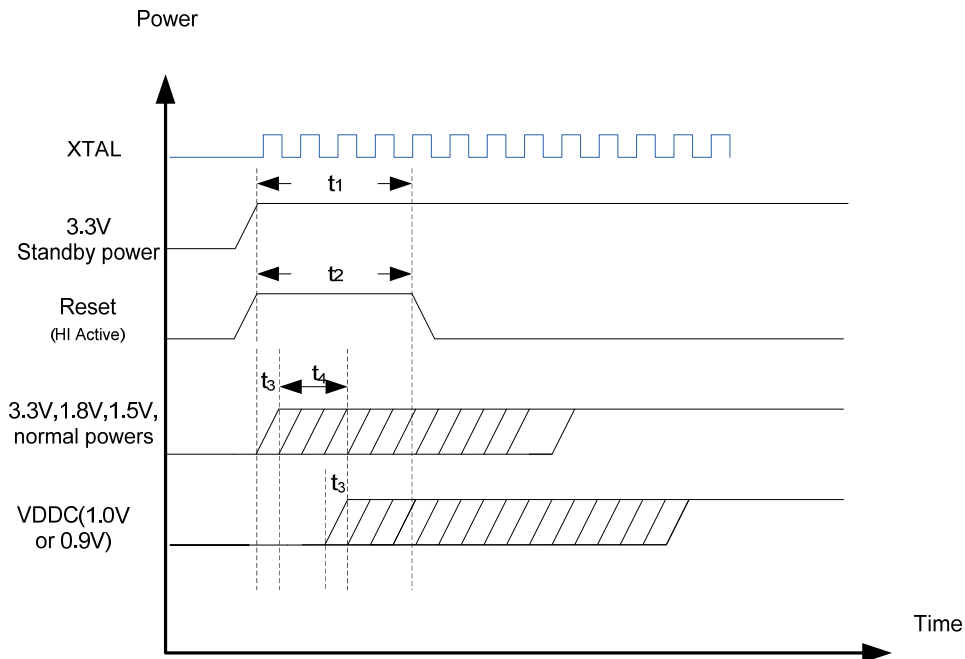 Power
XTAL
t1
3.3V
Standby power
t2
Reset
(HI Active)
t3
t4
3.3V,1.8V,1.5V,
normal powers
t3
VDDC(1.0V
or 0.9V)
Time